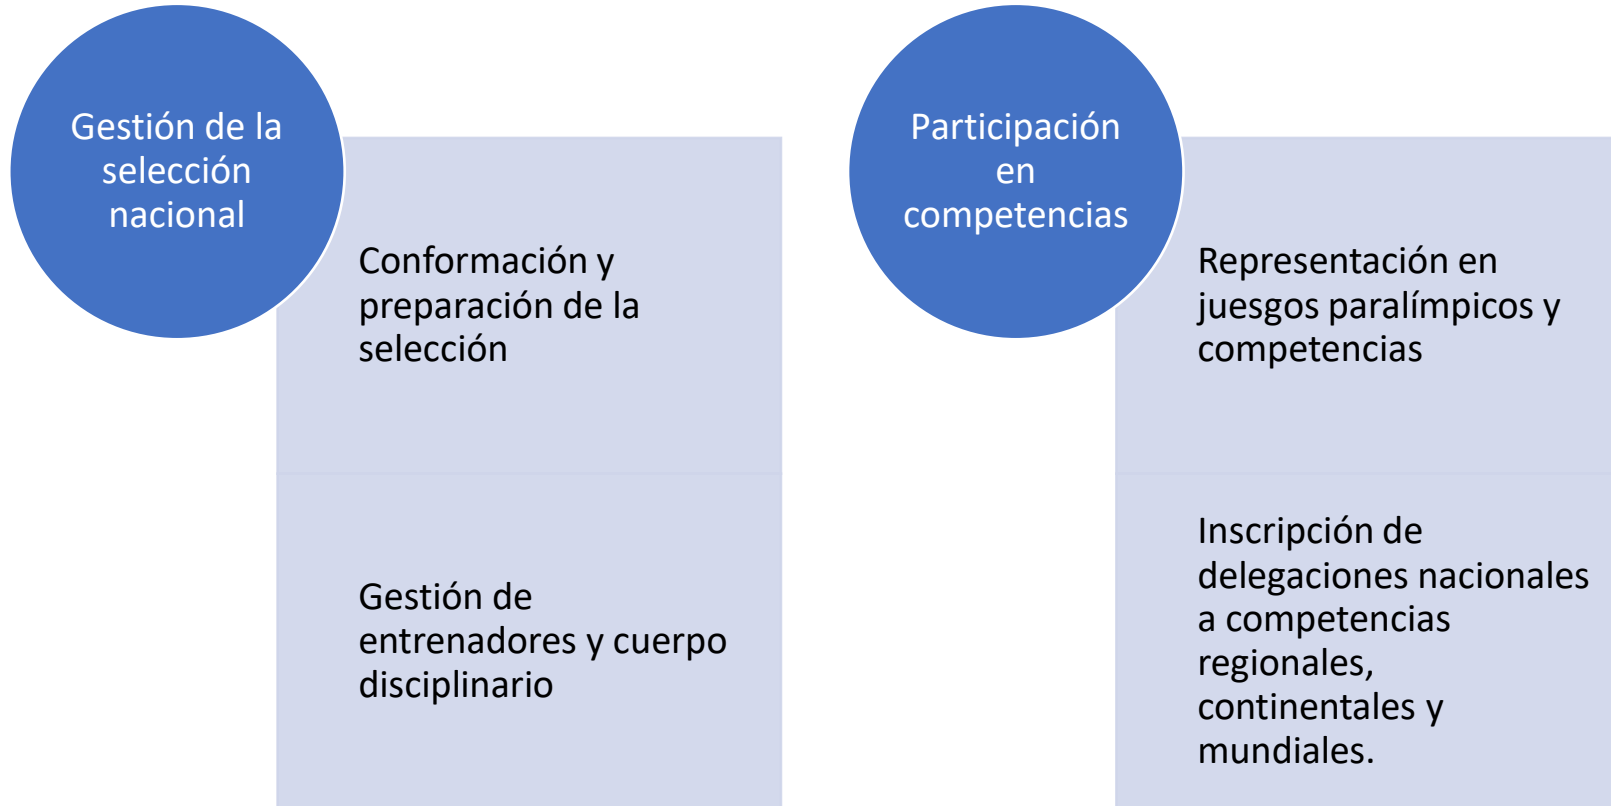 Gestión de la
selección
nacional
Conformación y
preparación de la
selección
Gestión de
entrenadores y cuerpo
disciplinario
Participación
en
competencias
Representación en
juesgos paralímpicos y
competencias
Inscripción de
delegaciones nacionales
a competencias
regionales,
continentales y
mundiales.